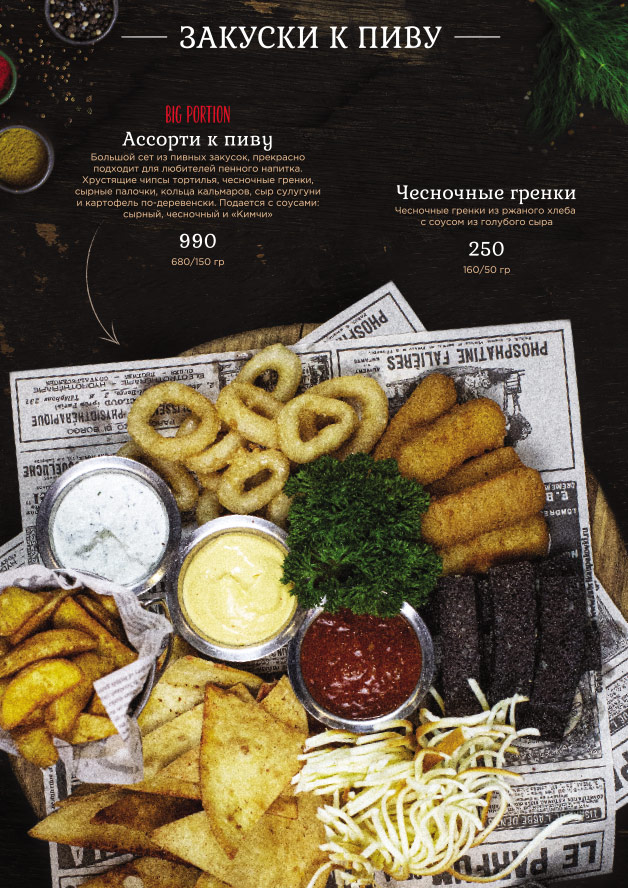 ЗАКУСКИ К ПИВУ
BIG PORTION
Ассорти к пиву
Большой сет из пивных закусок, прекрасно
подходит для любителей пенного напитка.
Хрустящие чипсы тортилья, чесночные гренки,
сырные палочки, кольца кальмаров, сыр сулугуни
и картофель по-деревенски. Подается с соусами:
сырный, чесночный и «Кимчи»
990
680/150 гр
Чесночные гренки
Чесночные гренки из ржаного хлеба
с соусом из голубого сыра
250
160/50 гр
PHOSPHATINE FALIÈRES
LE PARFUM